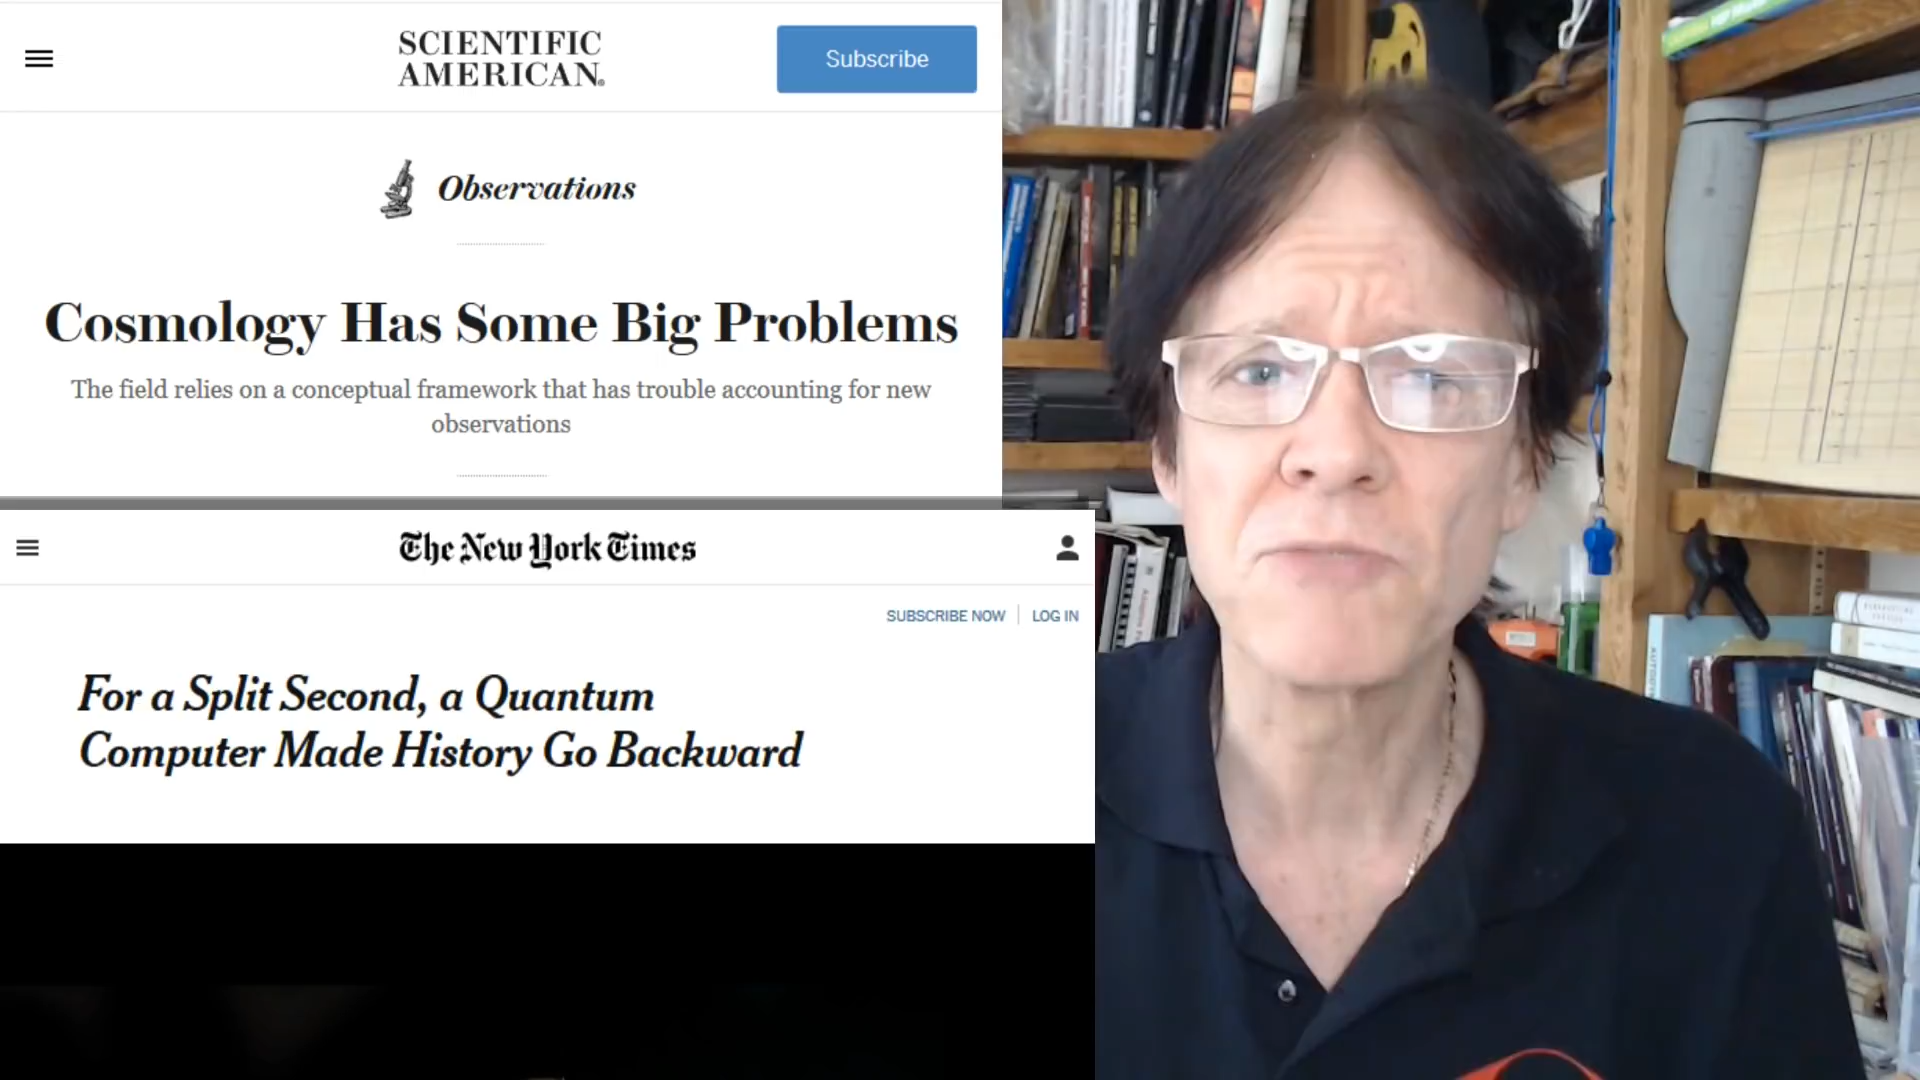 SCIENTIFIC
AMERICAN®
Subscribe
Observations
Cosmology Has Some Big Problems
The field relies on a conceptual framework that has trouble accounting for new
observations
The New York Times
SUBSCRIBE NOW
LOG IN
For a Split Second, a Quantum
Computer Made History Go Backward